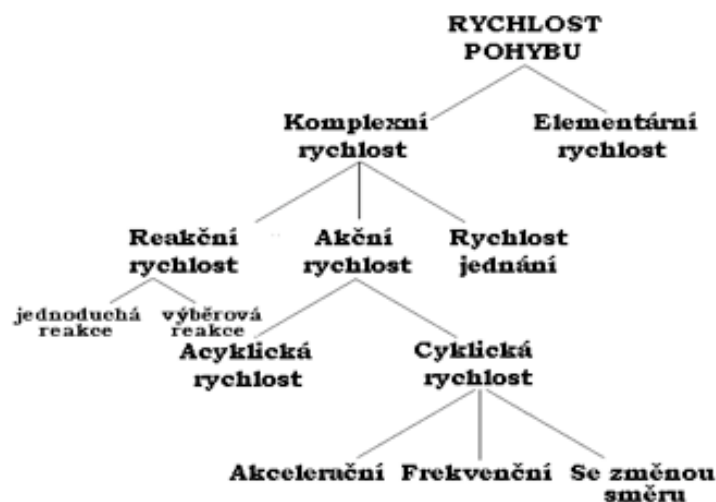 RYCHLOST
POHYBU
Komplexní
rychlost
Elementární
rychlost
Reakční
rychlost
Akční
rychlost
Rychlost
jednání
jednoduchá
reakce
výběrová
reakce
Acyklická
rychlost
Cyklická
rychlost
Akcelerační
Frekvenční
Se změnou
směru